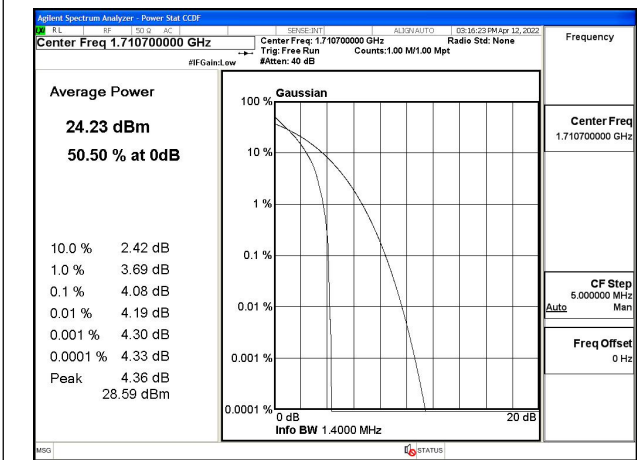 Agilent Spectrum Analyzer - Power Stat CCDF
RL RF 50 Ω AC SENSE:INT ALIGN AUTO 03:16:23 PM Apr 12, 2022
Center Freq 1.710700000 GHz
Center Freq: 1.710700000 GHz Radio Std: None
Trig: Free Run Counts:1.00 M/1.00 Mpt
#IFGain:Low #Atten: 40 dB
Frequency
Average Power
24.23 dBm
50.50 % at 0dB
10.0 % 2.42 dB
1.0 % 3.69 dB
0.1 % 4.08 dB
0.01 % 4.19 dB
0.001 % 4.30 dB
0.0001 % 4.33 dB
Peak 4.36 dB
28.59 dBm
Gaussian
100 %
10 %
1 %
0.1 %
0.01 %
0.001 %
0.0001 %
0 dB 20 dB
Info BW 1.4000 MHz
Center Freq
1.710700000 GHz
CF Step
5.000000 MHz
Auto Man
Freq Offset
0 Hz
MSG STATUS